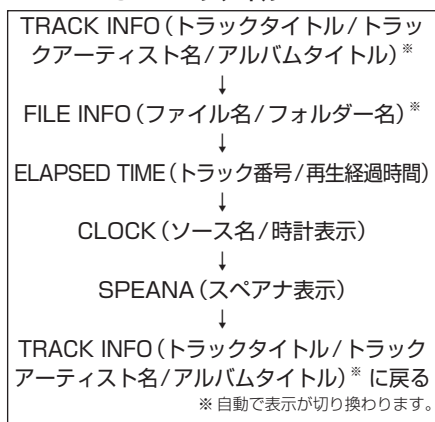 TRACK INFO（トラックタイトル/トラッ
クアーティスト名/アルバムタイトル）※
↓
FILE INFO（ファイル名/フォルダー名）※
↓
ELAPSED TIME（トラック番号/再生経過時間）
↓
CLOCK（ソース名/時計表示）
↓
SPEANA（スペアナ表示）
↓
TRACK INFO（トラックタイトル/トラック
アーティスト名/アルバムタイトル）※ に戻る
※ 自動で表示が切り換わります。